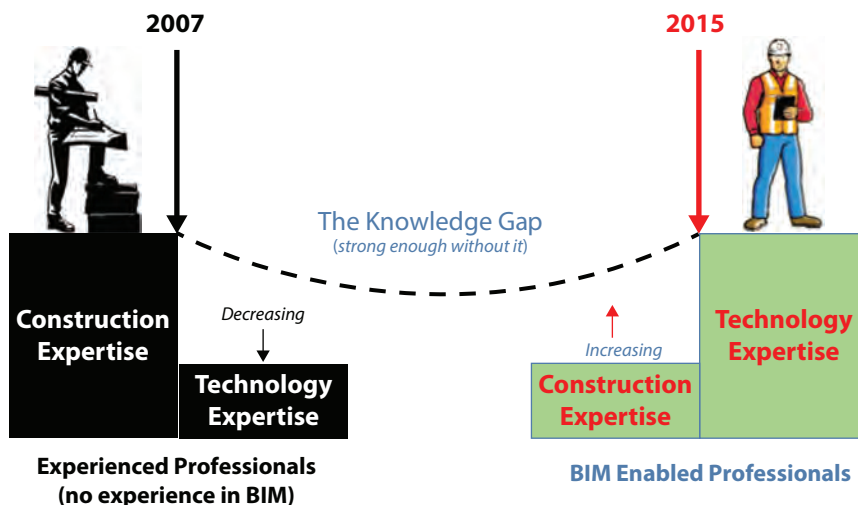 2007
2015
The Knowledge Gap
(strong enough without it)
Construction
Expertise
Decreasing
Technology
Expertise
Increasing
Construction
Expertise
Technology
Expertise
Experienced Professionals
(no experience in BIM)
BIM Enabled Professionals